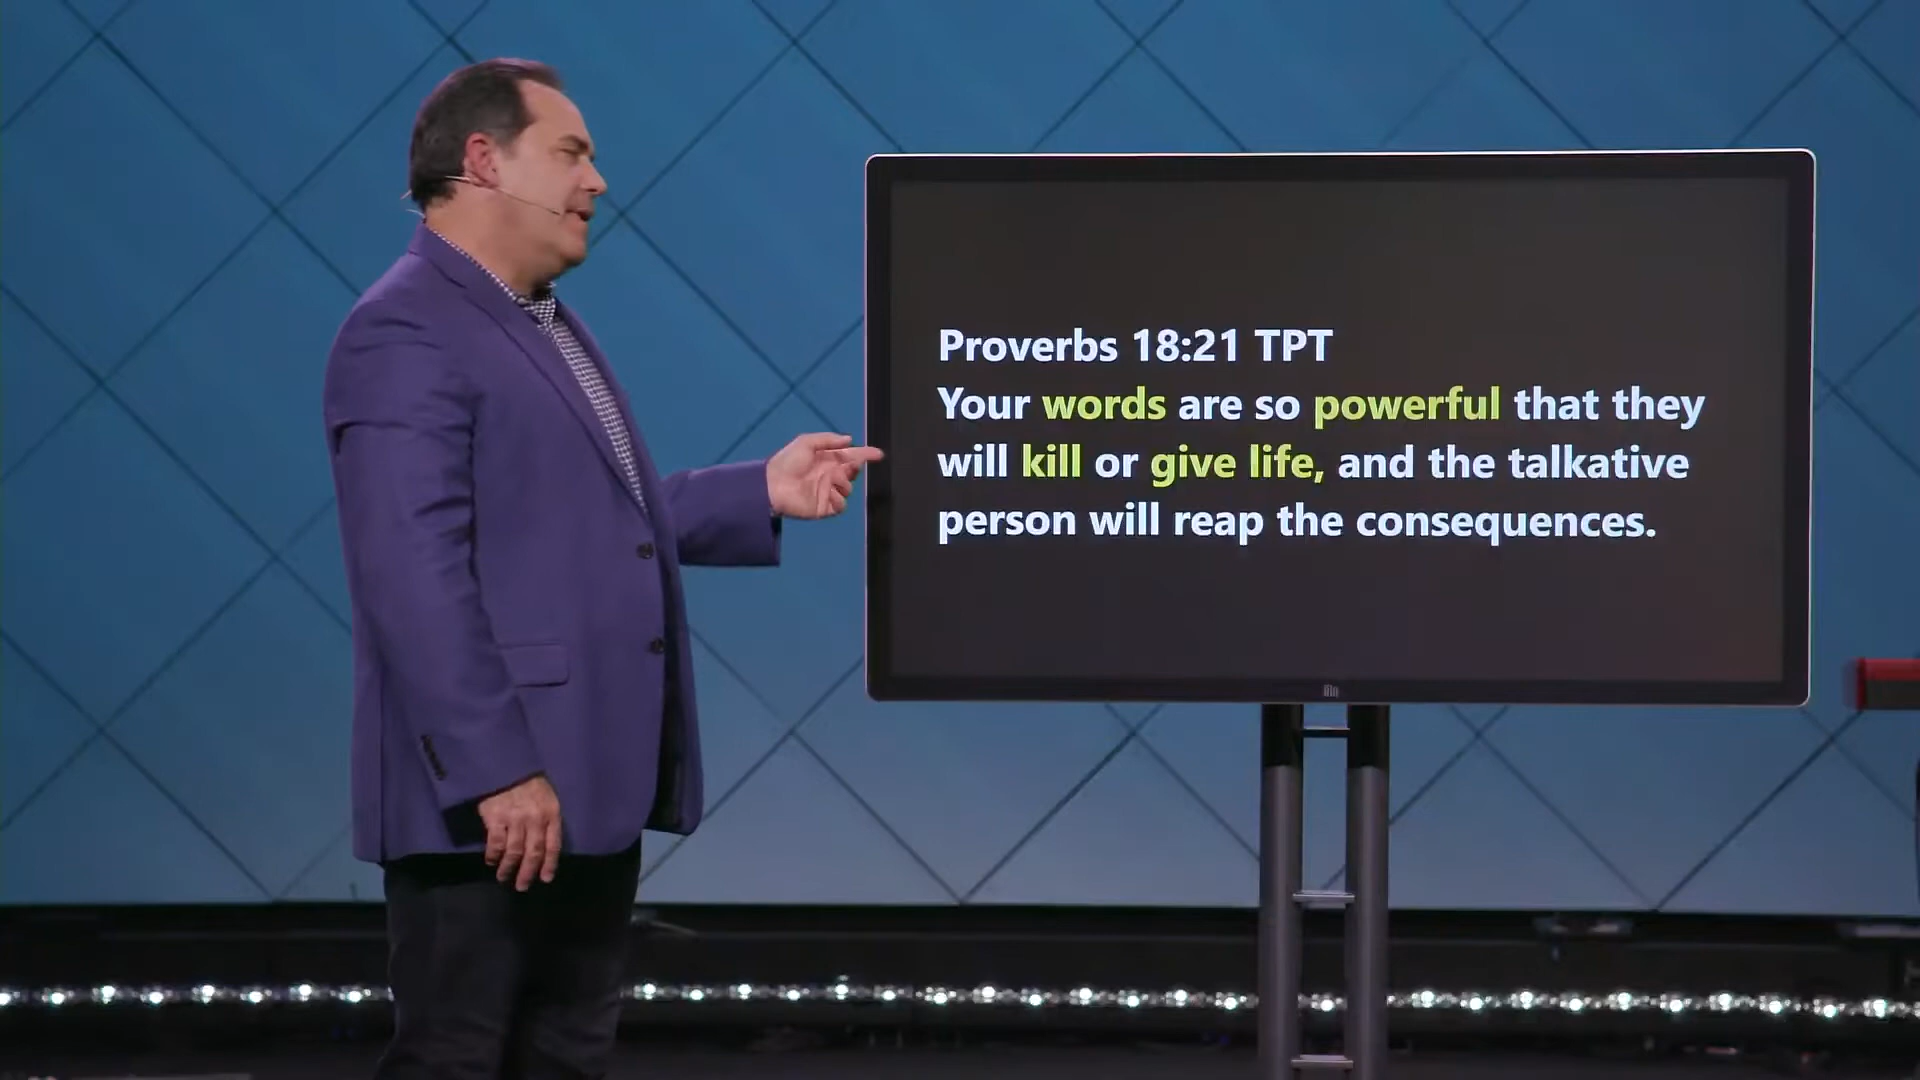 Proverbs 18:21 TPT
Your words are so powerful that they
will kill or give life, and the talkative
person will reap the consequences.